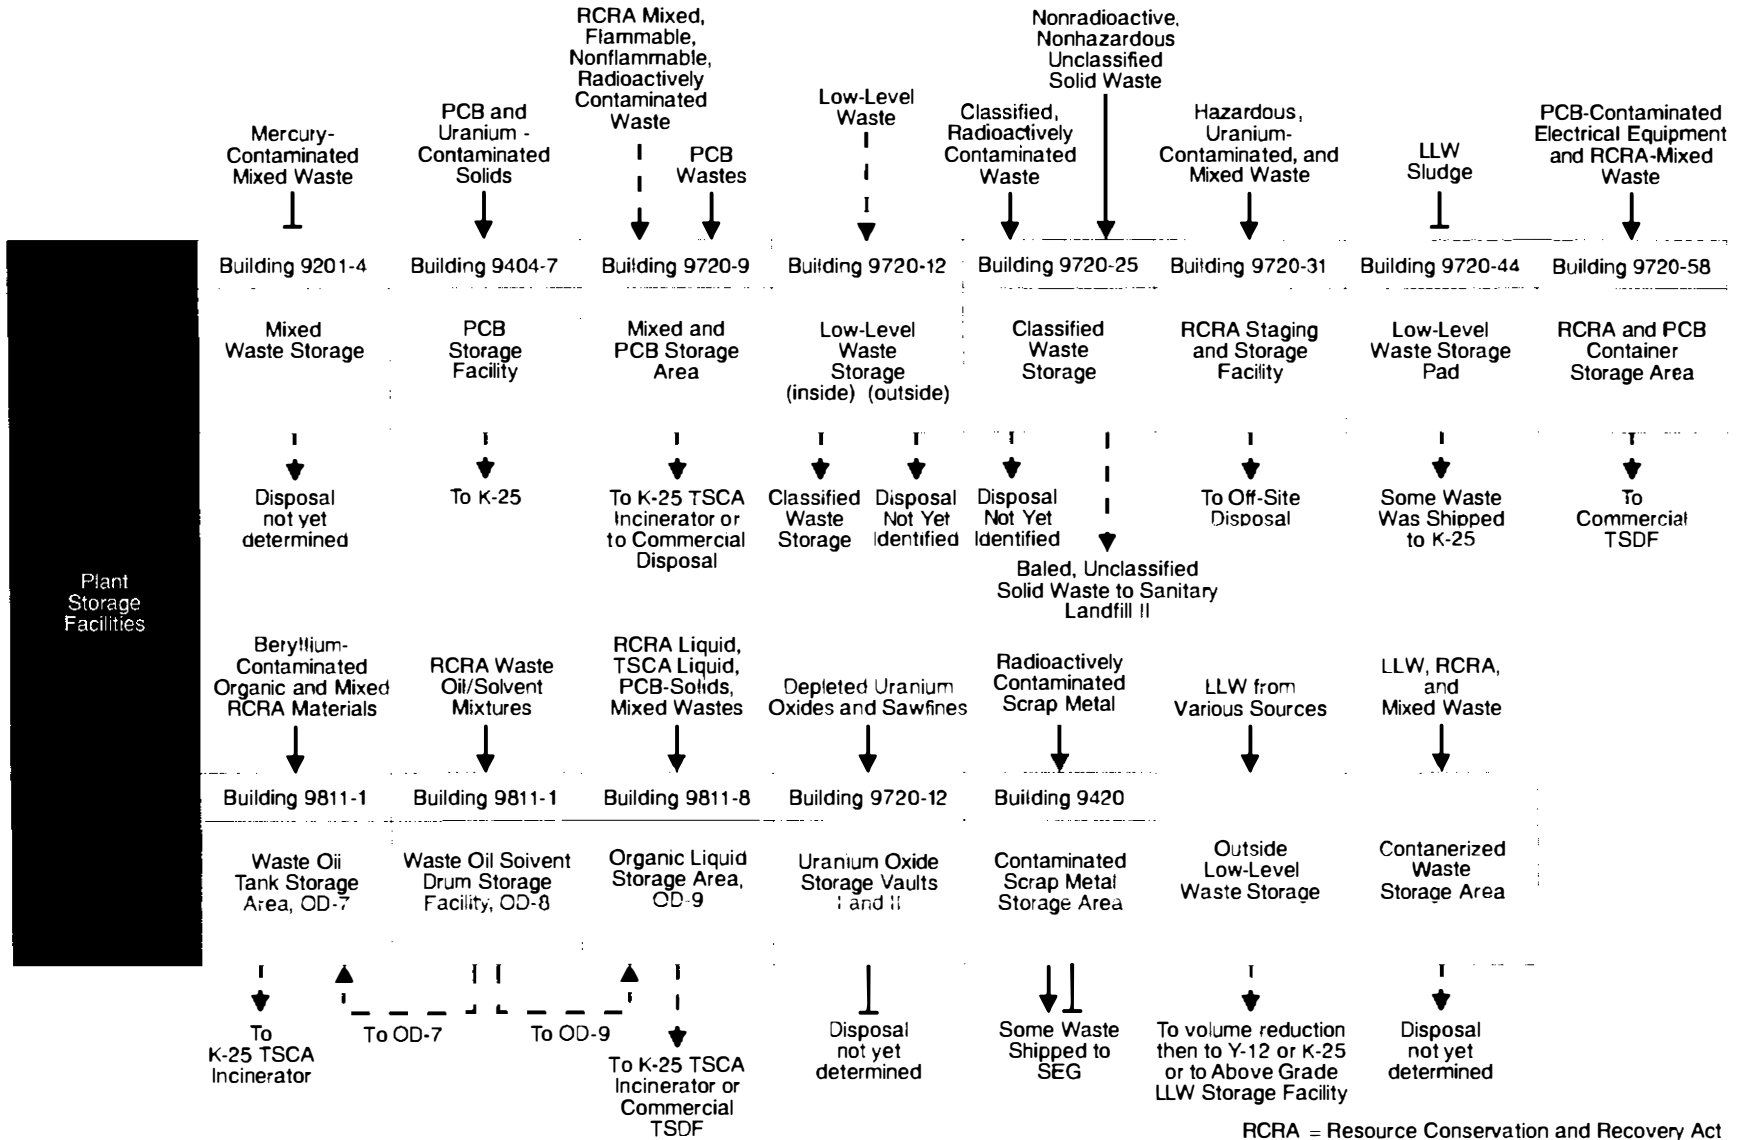 RCRA Mixed,
Flammable,
Nonflammable,
Radioactively
Contaminated
Waste
Nonradioactive,
Nonhazardous
Unclassified
Solid Waste
Mercury-
Contaminated
Mixed Waste
PCB and
Uranium -
Contaminated
Solids
PCB
Wastes
Low-Level
Waste
Classified,
Radioactively
Contaminated
Waste
Hazardous,
Uranium-
Contaminated, and
Mixed Waste
LLW
Sludge
PCB-Contaminated
Electrical Equipment
and RCRA-Mixed
Waste
Building 9201-4
Building 9404-7
Building 9720-9
Building 9720-12
Building 9720-25
Building 9720-31
Building 9720-44
Building 9720-58
Mixed
Waste Storage
PCB
Storage
Facility
Mixed and
PCB Storage
Area
Low-Level
Waste
Storage
(inside) (outside)
Classified
Waste
Storage
RCRA Staging
and Storage
Facility
Low-Level
Waste Storage
Pad
RCRA and PCB
Container
Storage Area
Disposal
not yet
determined
To K-25
To K-25 TSCA
Incinerator or
to Commercial
Disposal
Classified
Waste
Storage
Disposal
Not Yet
Identified
Disposal
Not Yet
Identified
Baled, Unclassified
Solid Waste to Sanitary
Landfill II
To Off-Site
Disposal
Some Waste
Was Shipped
to K-25
To
Commercial
TSDF
Plant
Storage
Facilities
Beryllium-
Contaminated
Organic and Mixed
RCRA Materials
RCRA Waste
Oil/Solvent
Mixtures
RCRA Liquid,
TSCA Liquid,
PCB-Solids,
Mixed Wastes
Depleted Uranium
Oxides and Sawfines
Radioactively
Contaminated
Scrap Metal
LLW from
Various Sources
LLW, RCRA,
and
Mixed Waste
Building 9811-1
Building 9811-1
Building 9811-8
Building 9720-12
Building 9420
Waste Oil
Tank Storage
Area, OD-7
Waste Oil Solvent
Drum Storage
Facility, OD-8
Organic Liquid
Storage Area,
OD-9
Uranium Oxide
Storage Vaults
I and II
Contaminated
Scrap Metal
Storage Area
Outside
Low-Level
Waste Storage
Contanerized
Waste
Storage Area
To
K-25 TSCA
Incinerator
To OD-7
To OD-9
To K-25 TSCA
Incinerator or
Commercial
TSDF
Disposal
not yet
determined
Some Waste
Shipped to
SEG
To volume reduction
then to Y-12 or K-25
or to Above Grade
LLW Storage Facility
Disposal
not yet
determined
RCRA = Resource Conservation and Recovery Act